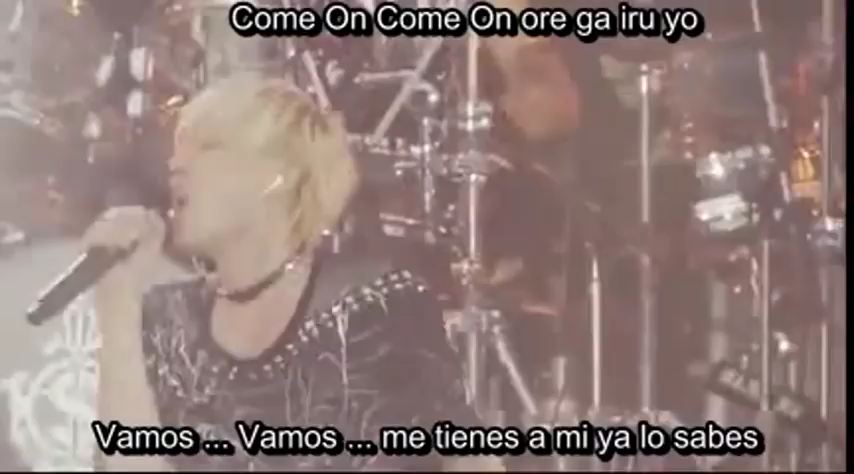 Come On Come On ore ga iru yo
Vamos ... Vamos ... me tienes a mi ya lo sabes